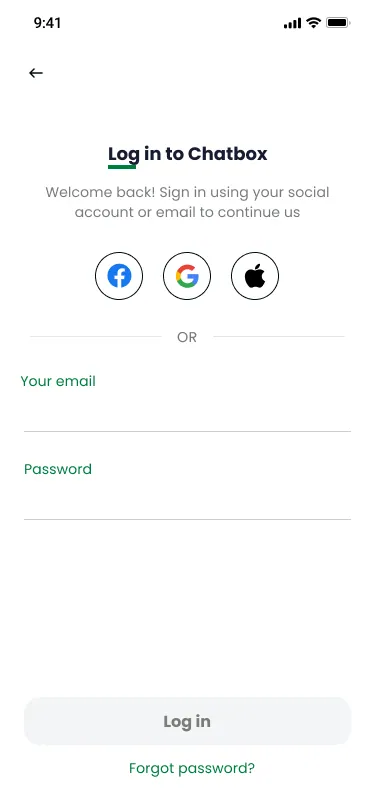 9:41
Log in to Chatbox
Welcome back! Sign in using your social
account or email to continue us
OR
Your email
Password
Log in
Forgot password?